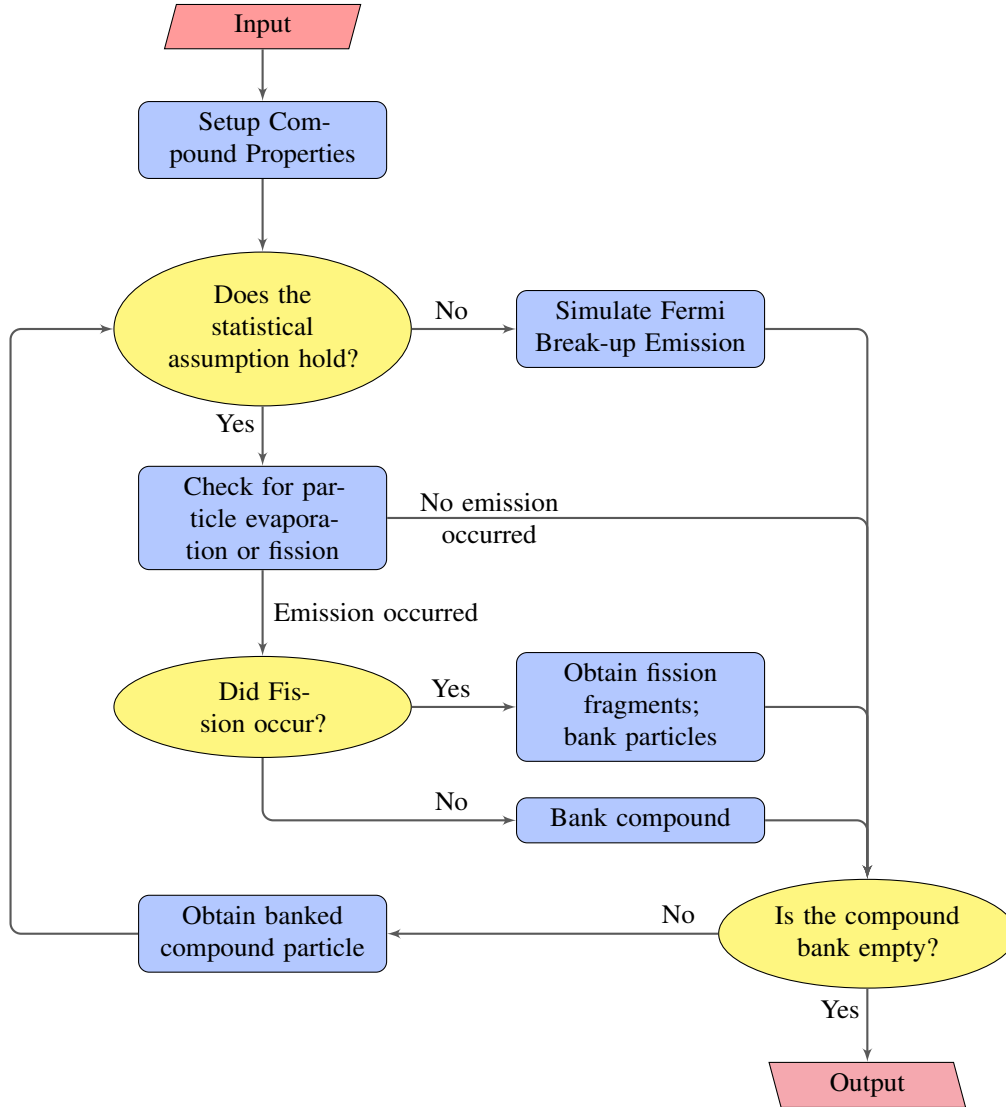 Input
Setup Com-
pound Properties
Does the
statistical
assumption hold?
No
Simulate Fermi
Break-up Emission
Yes
Check for par-
ticle evapora-
tion or fission
No emission
occurred
Emission occurred
Did Fis-
sion occur?
Yes
Obtain fission
fragments;
bank particles
No
Bank compound
Obtain banked
compound particle
No
Is the compound
bank empty?
Yes
Output